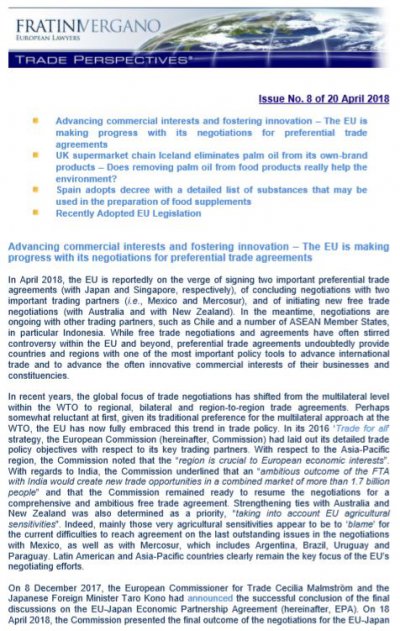 FRATINIVERGANO
EUROPEAN LAWYERS
TRADE PERSPECTIVES®
Issue No. 8 of 20 April 2018
Advancing commercial interests and fostering innovation – The EU is
making progress with its negotiations for preferential trade
agreements
UK supermarket chain Iceland eliminates palm oil from its own-brand
products – Does removing palm oil from food products really help the
environment?
Spain adopts decree with a detailed list of substances that may be
used in the preparation of food supplements
Recently Adopted EU Legislation
Advancing commercial interests and fostering innovation – The EU is making
progress with its negotiations for preferential trade agreements
In April 2018, the EU is reportedly on the verge of signing two important preferential trade
agreements (with Japan and Singapore, respectively), of concluding negotiations with two
important trading partners (i.e., Mexico and Mercosur), and of initiating new free trade
negotiations (with Australia and with New Zealand). In the meantime, negotiations are
ongoing with other trading partners, such as Chile and a number of ASEAN Member States,
in particular Indonesia. While free trade negotiations and agreements have often stirred
controversy within the EU and beyond, preferential trade agreements undoubtedly provide
countries and regions with one of the most important policy tools to advance international
trade and to advance the often innovative commercial interests of their businesses and
constituencies.
In recent years, the global focus of trade negotiations has shifted from the multilateral level
within the WTO to regional, bilateral and region-to-region trade agreements. Perhaps
somewhat reluctant at first, given its traditional preference for the multilateral approach at the
WTO, the EU has now fully embraced this trend in trade policy. In its 2016 ‘Trade for all’
strategy, the European Commission (hereinafter, Commission) had laid out its detailed trade
policy objectives with respect to its key trading partners. With respect to the Asia-Pacific
region, the Commission noted that the “region is crucial to European economic interests”.
With regards to India, the Commission underlined that an “ambitious outcome of the FTA
with India would create new trade opportunities in a combined market of more than 1.7 billion
people” and that the Commission remained ready to resume the negotiations for a
comprehensive and ambitious free trade agreement. Strengthening ties with Australia and
New Zealand was also determined as a priority, “taking into account EU agricultural
sensitivities”. Indeed, mainly those very agricultural sensitivities appear to be ‘blame’ for
the current difficulties to reach agreement on the last outstanding issues in the negotiations
with Mexico, as well as with Mercosur, which includes Argentina, Brazil, Uruguay and
Paraguay. Latin American and Asia-Pacific countries clearly remain the key focus of the EU’s
negotiating efforts.
On 8 December 2017, the European Commissioner for Trade Cecilia Malmström and the
Japanese Foreign Minister Taro Kono had announced the successful conclusion of the final
discussions on the EU-Japan Economic Partnership Agreement (hereinafter, EPA). On 18
April 2018, the Commission presented the final outcome of the negotiations for the EU-Japan